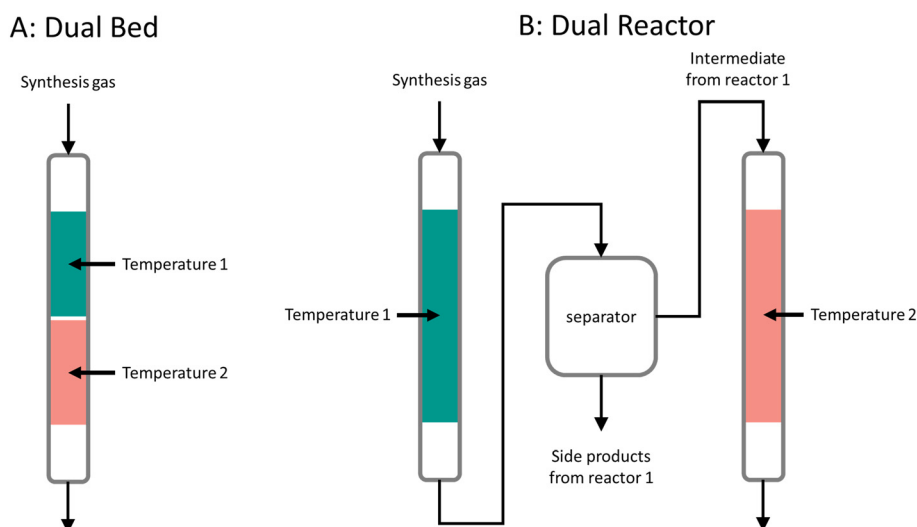 A: Dual Bed
Synthesis gas
Temperature 1
Temperature 2
B: Dual Reactor
Synthesis gas
Temperature 1
separator
Side products
from reactor 1
Intermediate
from reactor 1
Temperature 2